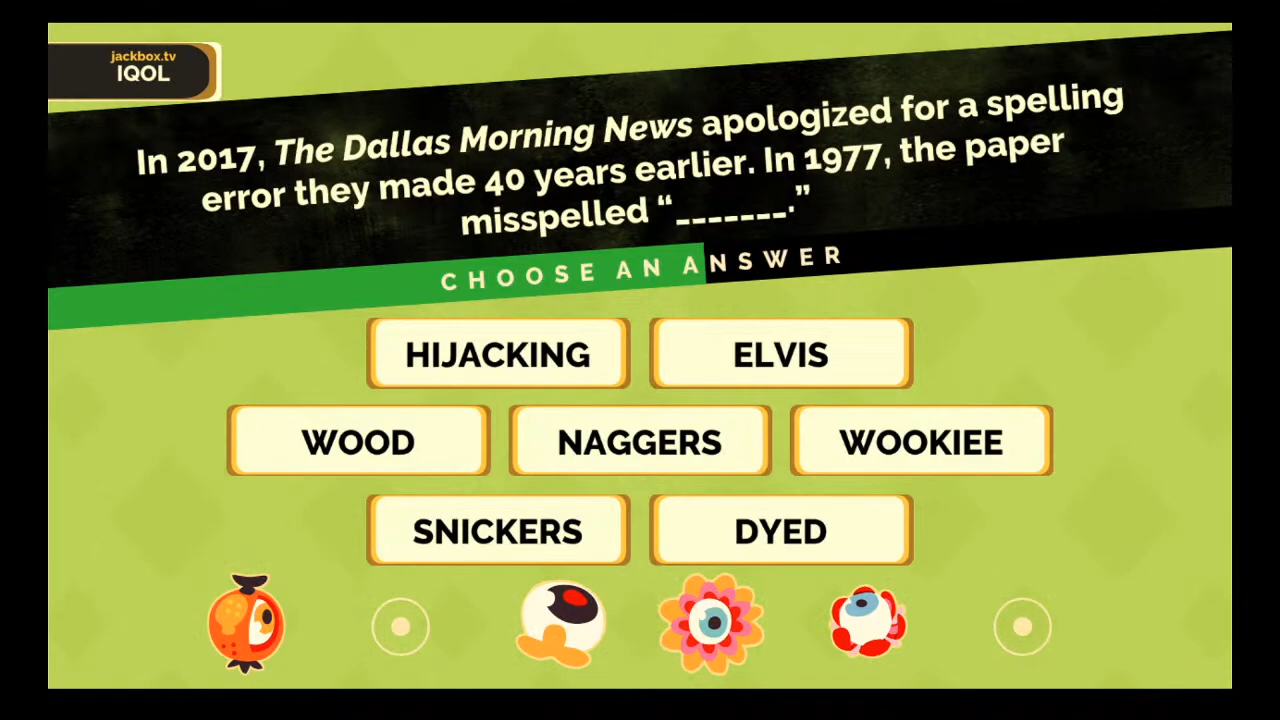 jackbox.tv
IQOL
In 2017, The Dallas Morning News apologized for a spelling
error they made 40 years earlier. In 1977, the paper
misspelled “_______.”
CHOOSE AN ANSWER
HIJACKING
ELVIS
WOOD
NAGGERS
WOOKIEE
SNICKERS
DYED